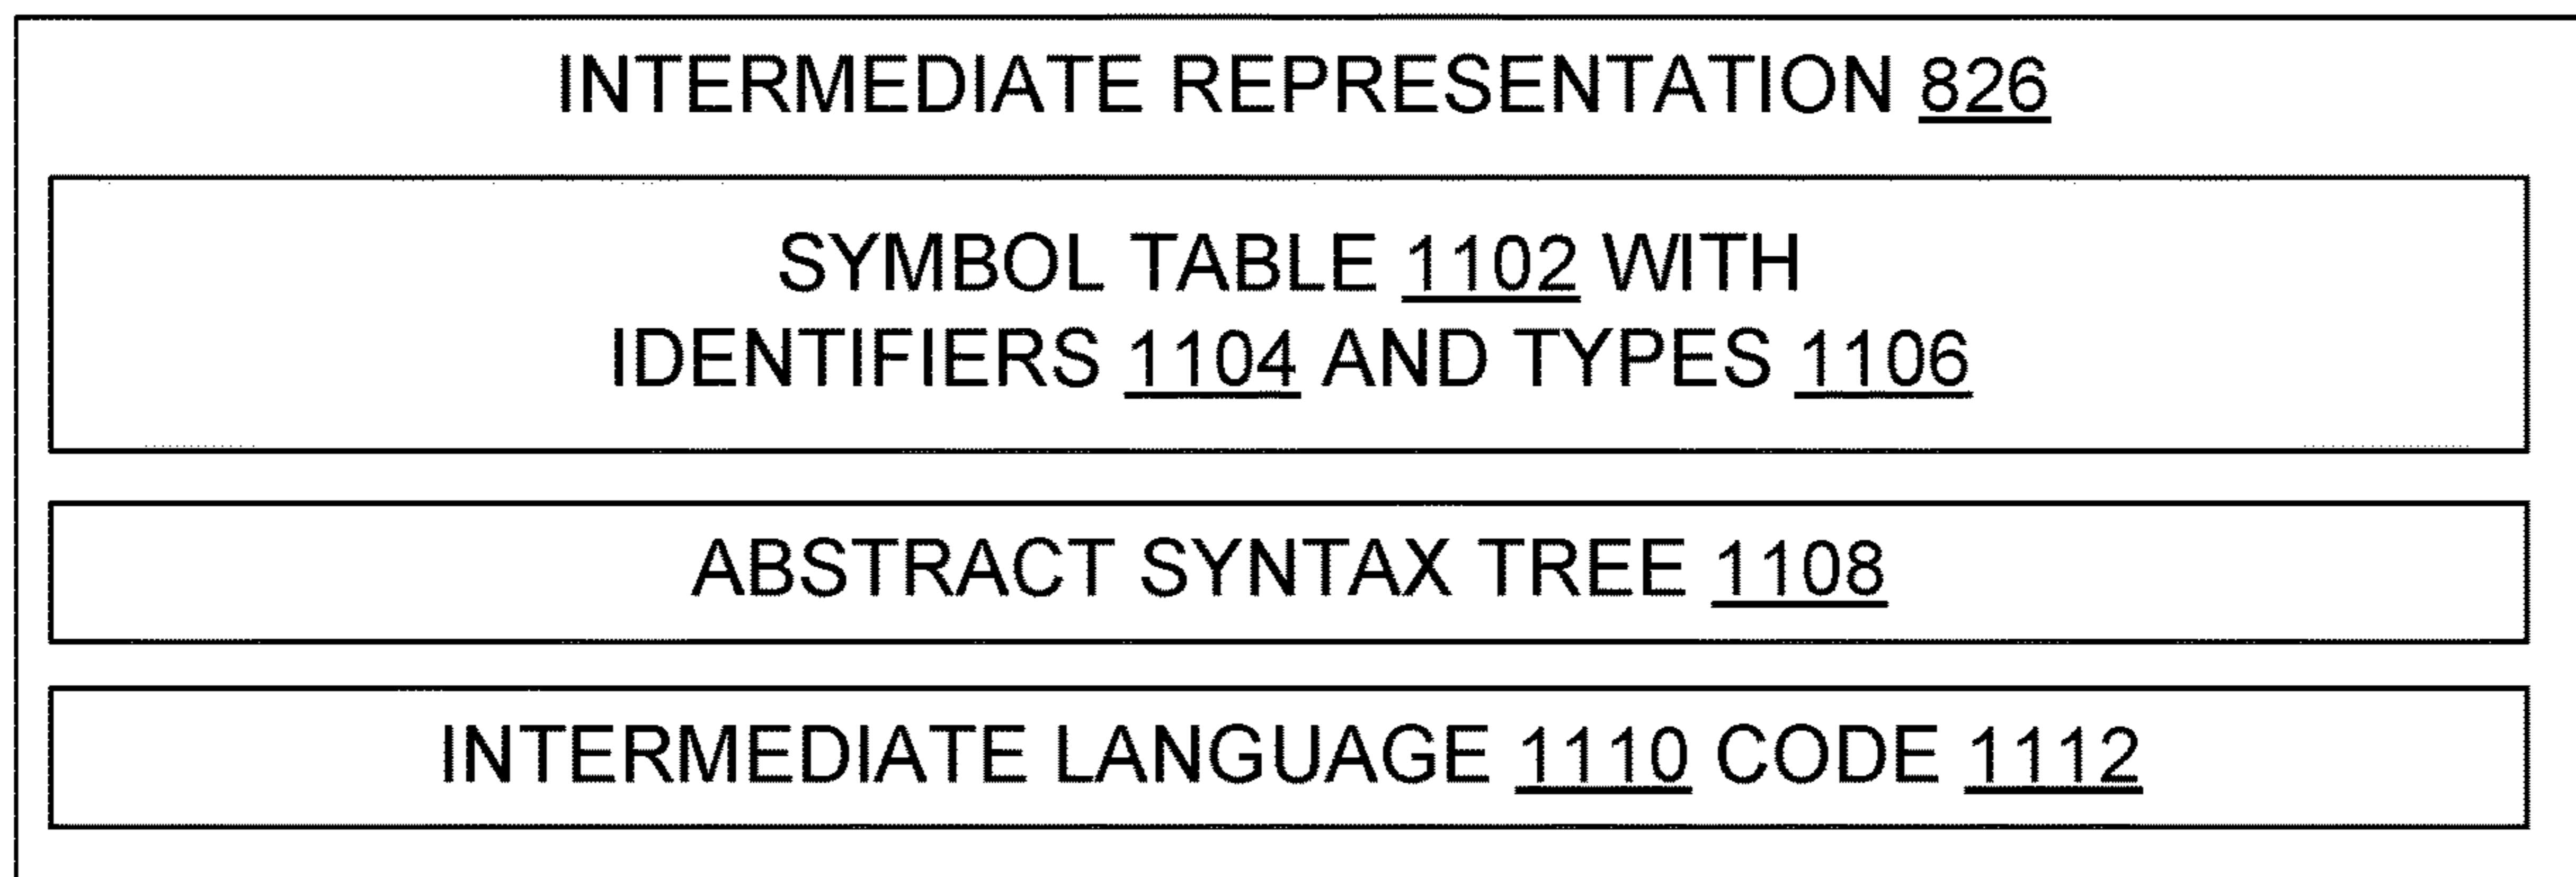 INTERMEDIATE REPRESENTATION 826
SYMBOL TABLE 1102 WITH
IDENTIFIERS 1104 AND TYPES 1106
ABSTRACT SYNTAX TREE 1108
INTERMEDIATE LANGUAGE 1110 CODE 1112